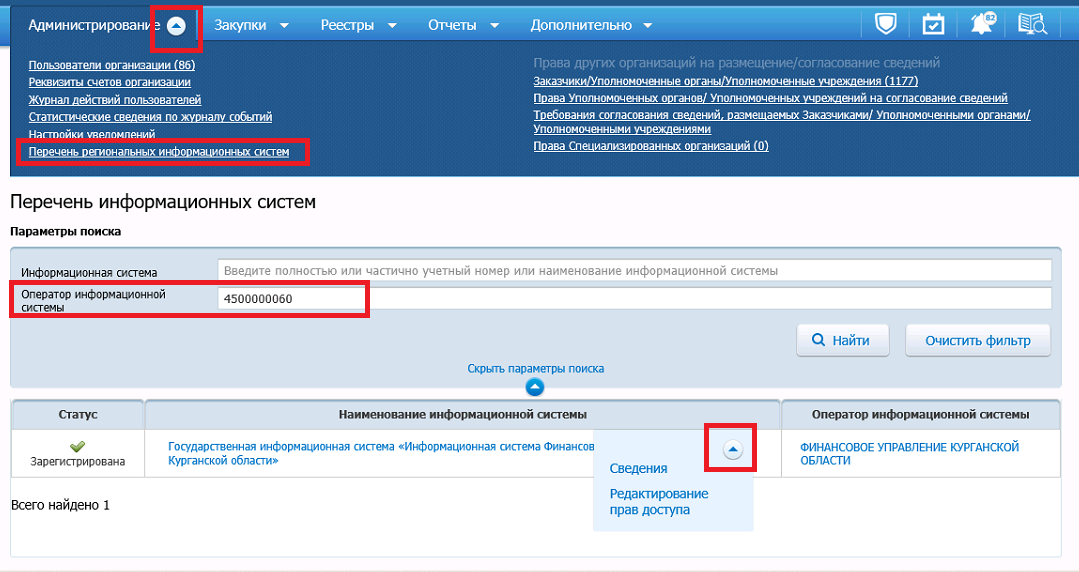 Администрирование Закупки Реестры Отчеты Дополнительно 82
Пользователи организации (86)
Реквизиты счетов организации
Журнал действий пользователей
Статистические сведения по журналу событий
Настройки уведомлений
Перечень региональных информационных систем
Права других организаций на размещение/согласование сведений
Заказчики/Уполномоченные органы/Уполномоченные учреждения (1177)
Права Уполномоченных органов/ Уполномоченных учреждений на согласование сведений
Требования согласования сведений, размещаемых Заказчиками/ Уполномоченными органами/
Уполномоченными учреждениями
Права Специализированных организаций (0)
Перечень информационных систем
Параметры поиска
Информационная система Введите полностью или частично учетный номер или наименование информационной системы
Оператор информационной
системы
4500000060
Найти Очистить фильтр
Скрыть параметры поиска
Статус Наименование информационной системы Оператор информационной системы
Зарегистрирована
Государственная информационная система «Информационная система Финансов
Курганской области»
Сведения
Редактирование
прав доступа
ФИНАНСОВОЕ УПРАВЛЕНИЕ КУРГАНСКОЙ
ОБЛАСТИ
Всего найдено 1